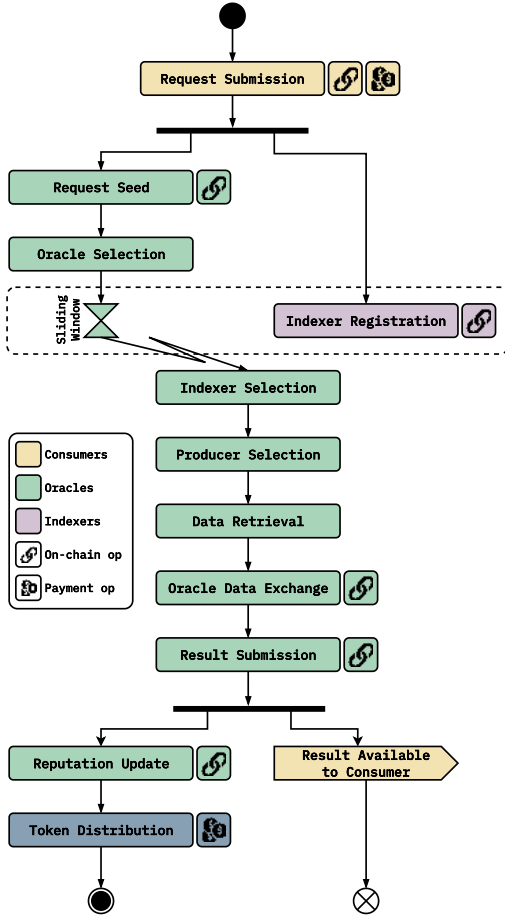 Request Submission
Request Seed
Oracle Selection
Sliding
Window
Indexer Registration
Indexer Selection
Producer Selection
Data Retrieval
Oracle Data Exchange
Result Submission
Consumers
Oracles
Indexers
On-chain op
Payment op
Reputation Update
Result Available
to Consumer
Token Distribution